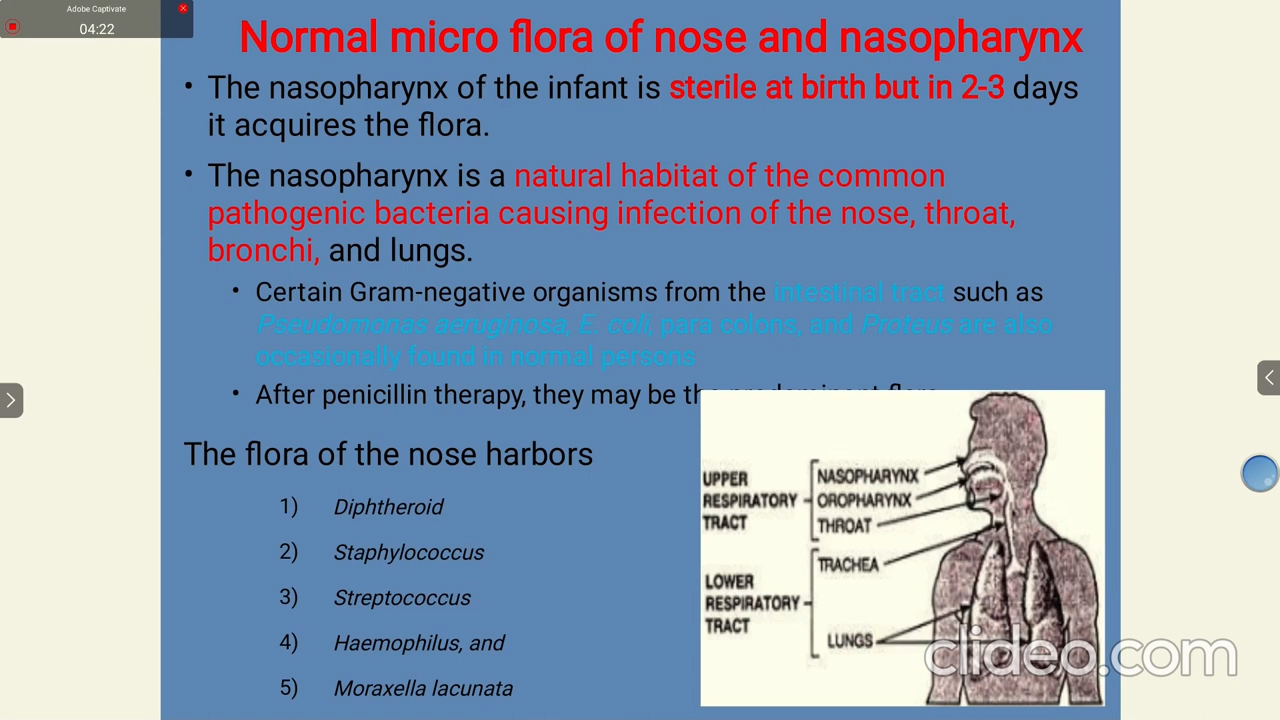 Adobe Captivate
04:22
Normal micro flora of nose and nasopharynx
• The nasopharynx of the infant is sterile at birth but in 2-3 days
it acquires the flora.
• The nasopharynx is a natural habitat of the common
pathogenic bacteria causing infection of the nose, throat,
bronchi, and lungs.
• Certain Gram-negative organisms from the intestinal tract such as
Pseudomonas aeruginosa, E. coli, para colons, and Proteus are also
occasionally found in normal persons
• After penicillin therapy, they may be the predominant flora
The flora of the nose harbors
1) Diphtheroid
2) Staphylococcus
3) Streptococcus
4) Haemophilus, and
5) Moraxella lacunata
UPPER
RESPIRATORY
TRACT
NASOPHARYNX
OROPHARYNX
THROAT
TRACHEA
LOWER
RESPIRATORY
TRACT
LUNGS
clideo.com